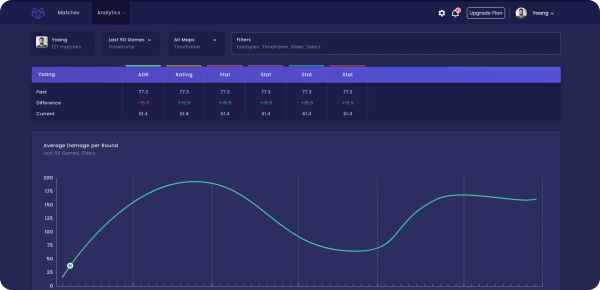 Matches Analytics Upgrade Plan Yaang
Yaang Last 50 Games All Maps Filters
127 matches Timeframe Timeframe Examples: Timeframe, Slider, Select.
Yaang ADR Rating Stat Stat Stat Stat
Past 77.3 77.3 77.3 77.3 77.3 77.3
Difference -15.9 +15.9 +15.9 +15.9 +15.9 +15.9
Current 61.4 61.4 61.4 61.4 61.4 61.4
Average Damage per Round
Last 50 Games, Filters
200
175
150
125
100
75
50
25
0